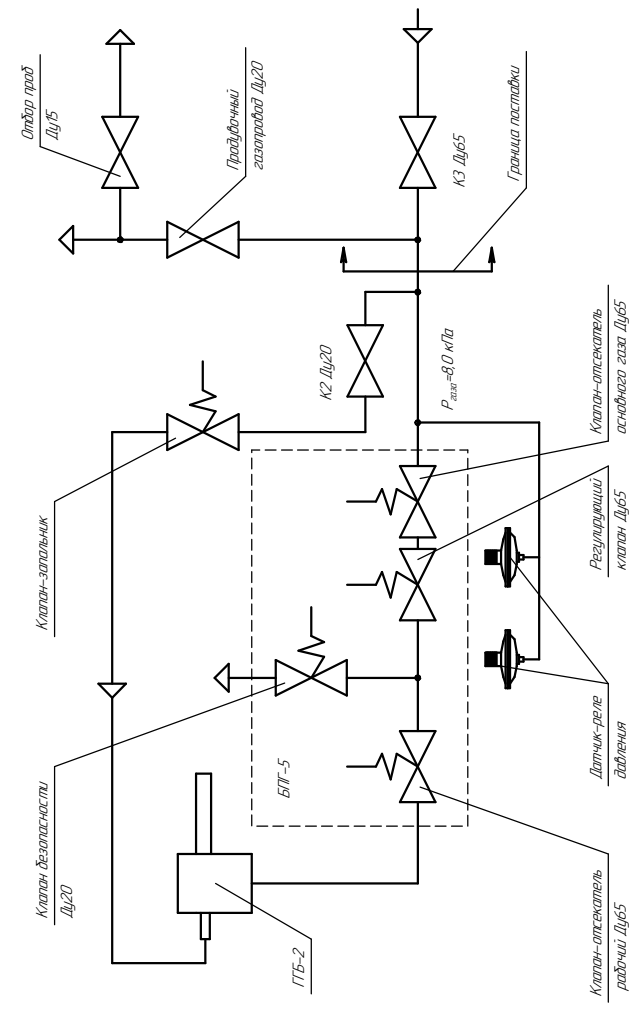 Отбор проб
Ду15
Продувочный
газопровод Ду20
К3 Ду65
Граница поставки
Клапан-запальник
К2 Ду20
Pгаза=8,0 кПа
Клапан-отсекатель
основного газа Ду65
Регулирующий
клапан Ду65
Клапан безопасности
Ду20
БПГ-5
Датчик-реле
давления
ГГБ-2
Клапан-отсекатель
рабочий Ду65